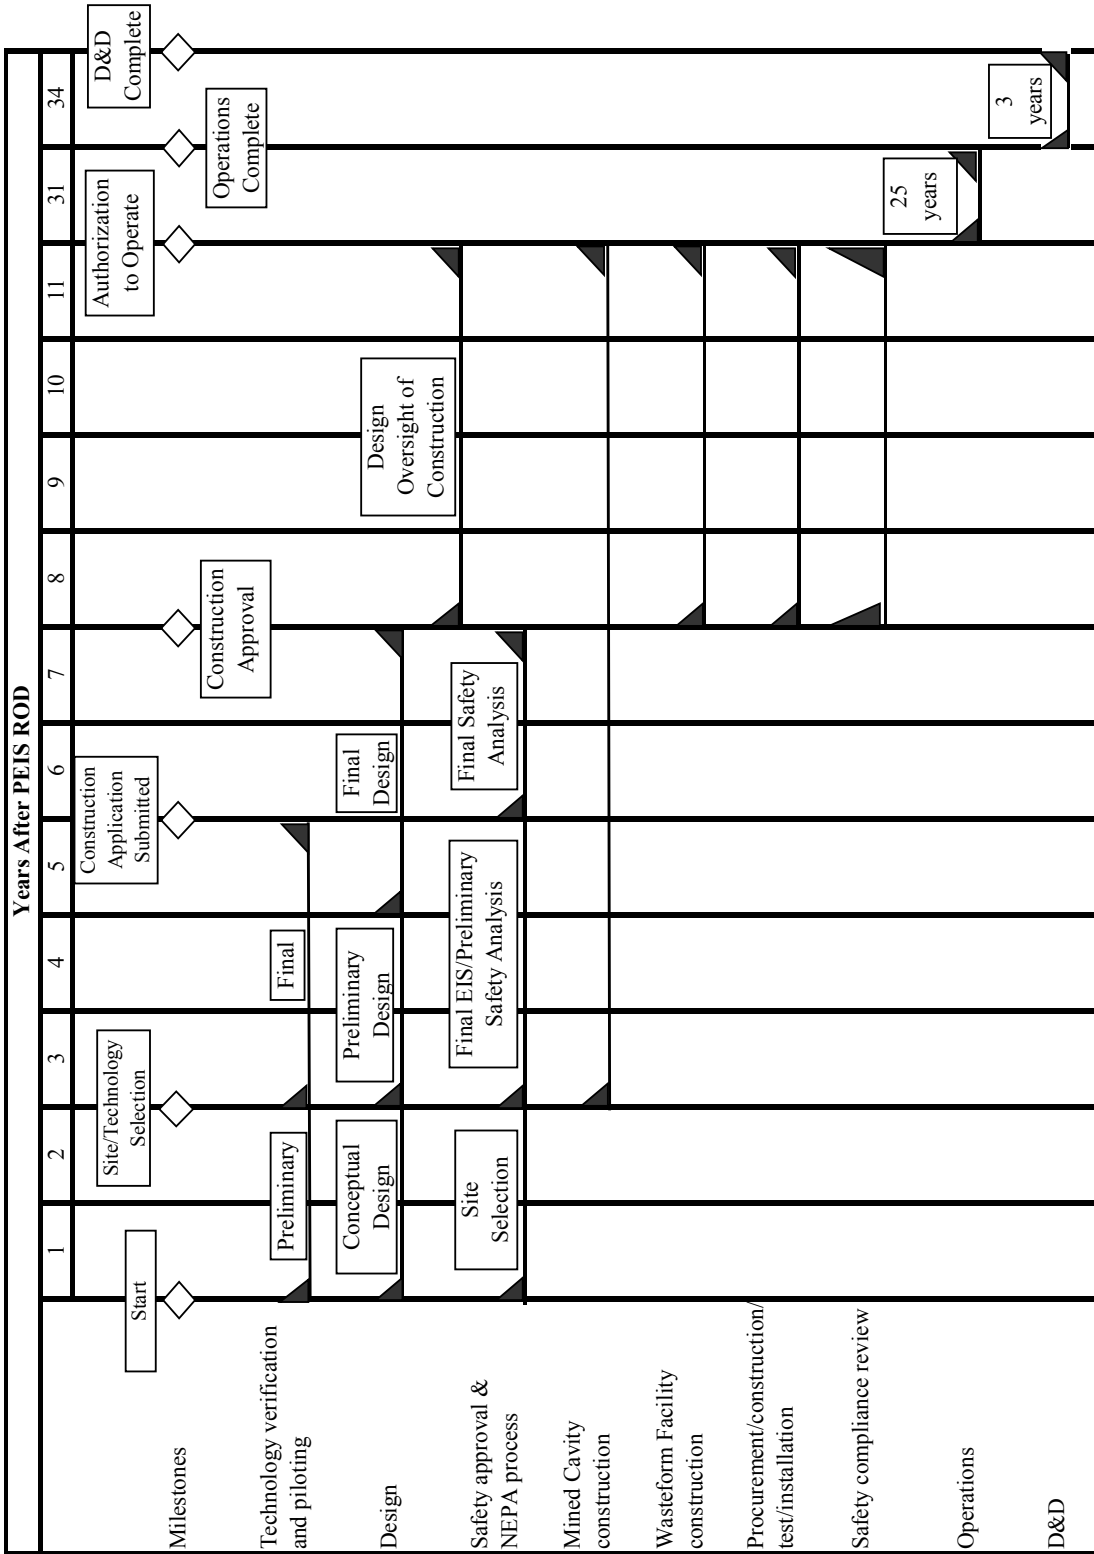 Years After PEIS ROD
1
2
3
4
5
6
7
8
9
10
11
31
34
Milestones
Start
Site/Technology
Selection
Construction
Application
Submitted
Construction
Approval
Authorization
to Operate
Operations
Complete
D&D
Complete
Technology verification
and piloting
Preliminary
Final
Design
Conceptual
Design
Preliminary
Design
Final
Design
Design
Oversight of
Construction
Safety approval &
NEPA process
Site
Selection
Final EIS/Preliminary
Safety Analysis
Final Safety
Analysis
Mined Cavity
construction
Wasteform Facility
construction
Procurement/construction/
test/installation
Safety compliance review
Operations
25
years
D&D
3
years